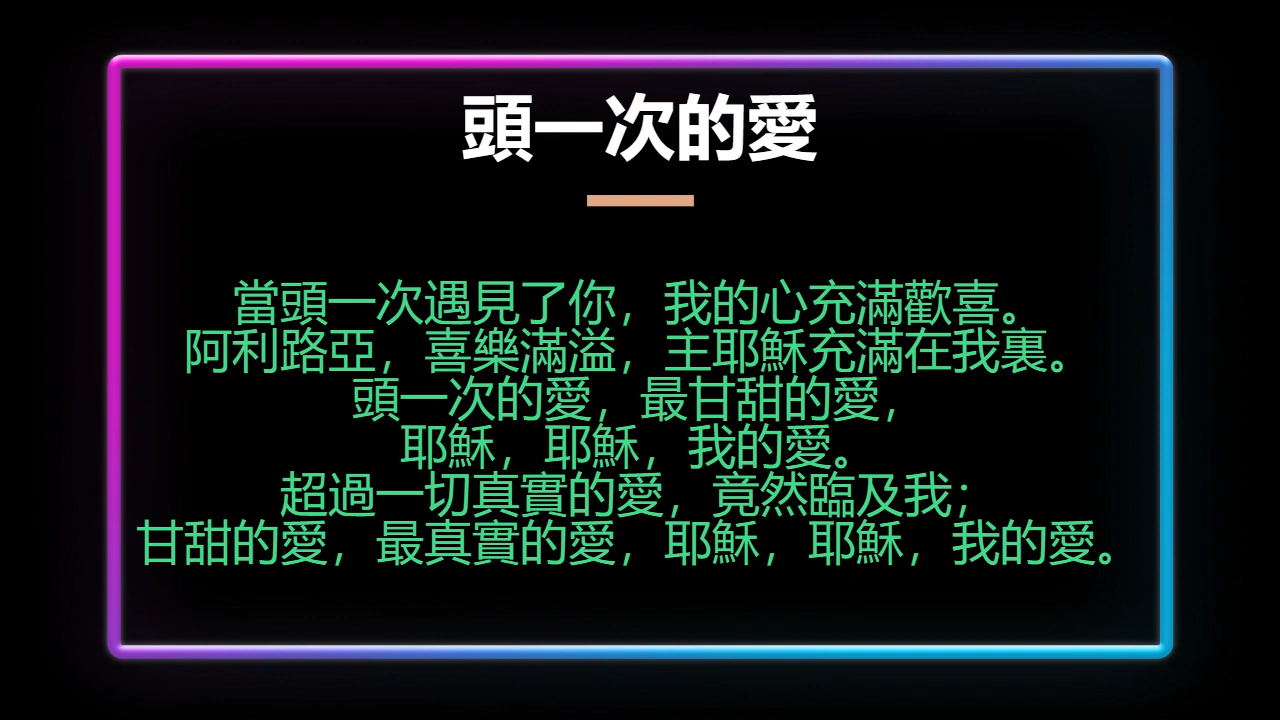 頭一次的愛
當頭一次遇見了你，我的心充滿歡喜。
阿利路亞，喜樂滿溢，主耶穌充滿在我裏。
頭一次的愛，最甘甜的愛，
耶穌，耶穌，我的愛。
超過一切真實的愛，竟然臨及我；
甘甜的愛，最真實的愛，耶穌，耶穌，我的愛。